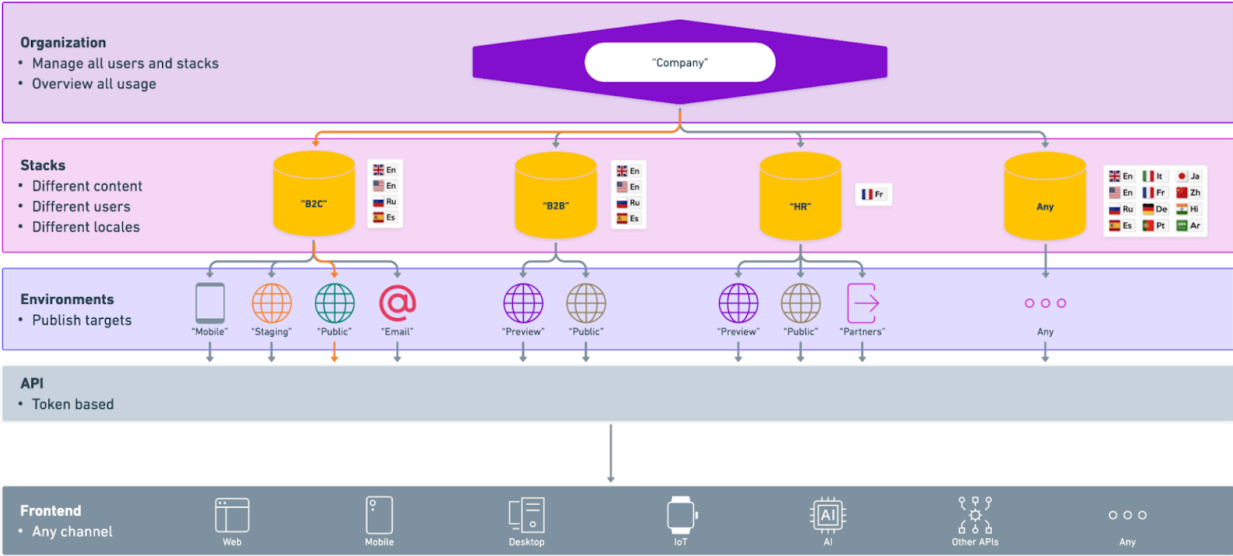 Organization
• Manage all users and stacks
• Overview all usage
"Company"
Stacks
• Different content
• Different users
• Different locales
"B2C"
En
En
Ru
Es
"B2B"
En
En
Ru
Es
"HR"
Fr
Any
En It Ja
En Fr Zh
Ru De Hi
Es Pt Ar
Environments
• Publish targets
"Mobile" "Staging" "Public" "Email" "Preview" "Public" "Preview" "Public" "Partners" Any
API
• Token based
Frontend
• Any channel
Web Mobile Desktop IoT AI Other APIs Any
AI